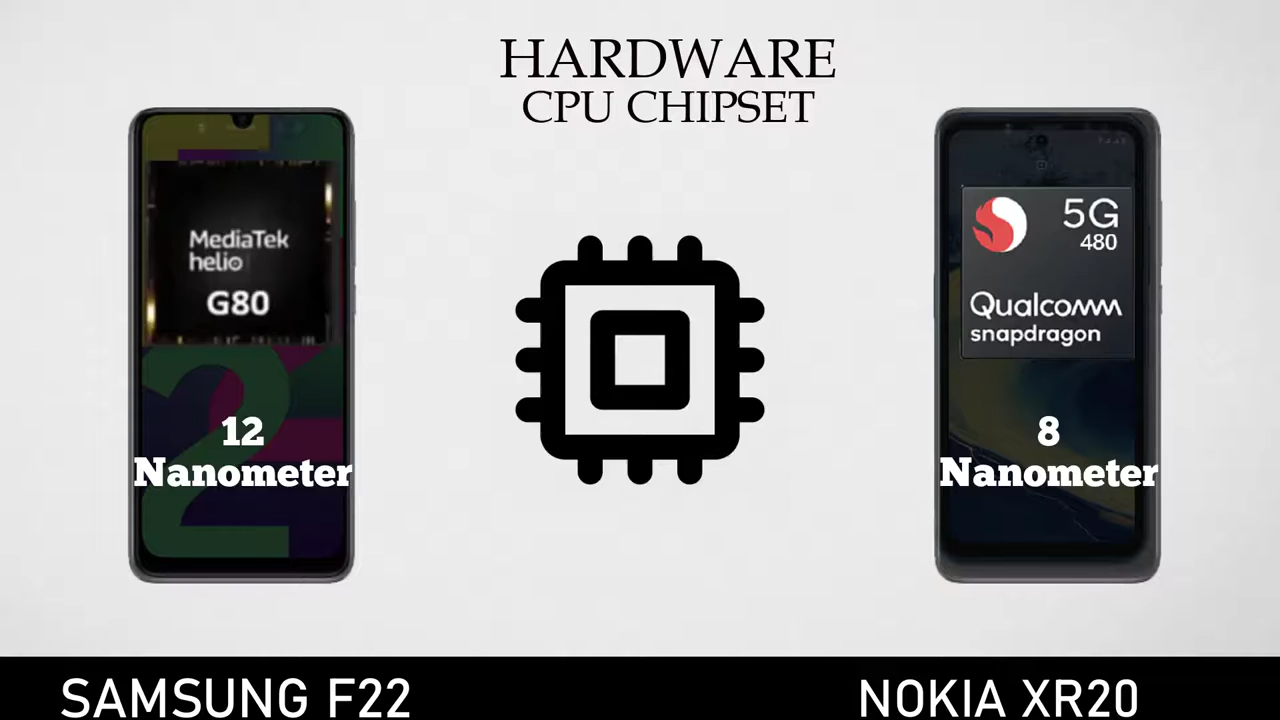 HARDWARE
CPU CHIPSET
MediaTek
helio
G80
12
Nanometer
5G
480
Qualcomm
snapdragon
8
Nanometer
SAMSUNG F22
NOKIA XR20